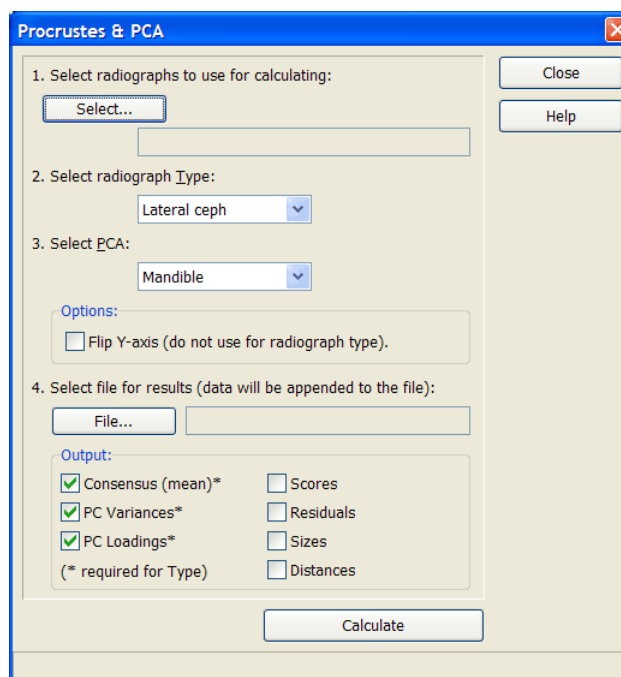 Procrustes & PCA
1. Select radiographs to use for calculating:
Close
Select...
Help
2. Select radiograph Type:
Lateral ceph
3. Select PCA:
Mandible
Options:
Flip Y-axis (do not use for radiograph type).
4. Select file for results (data will be appended to the file):
File...
Output:
Consensus (mean)* Scores
PC Variances* Residuals
PC Loadings* Sizes
(* required for Type) Distances
Calculate